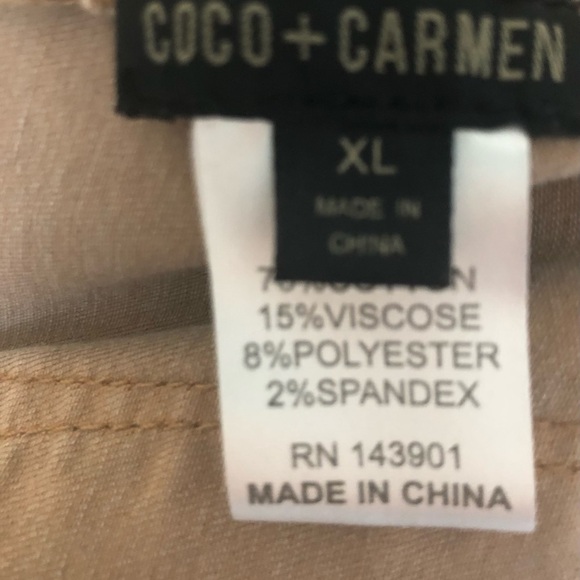 COCO + CARMEN
XL
MADE IN
CHINA
15%VISCOSE
8%POLYESTER
2%SPANDEX
RN 143901
MADE IN CHINA